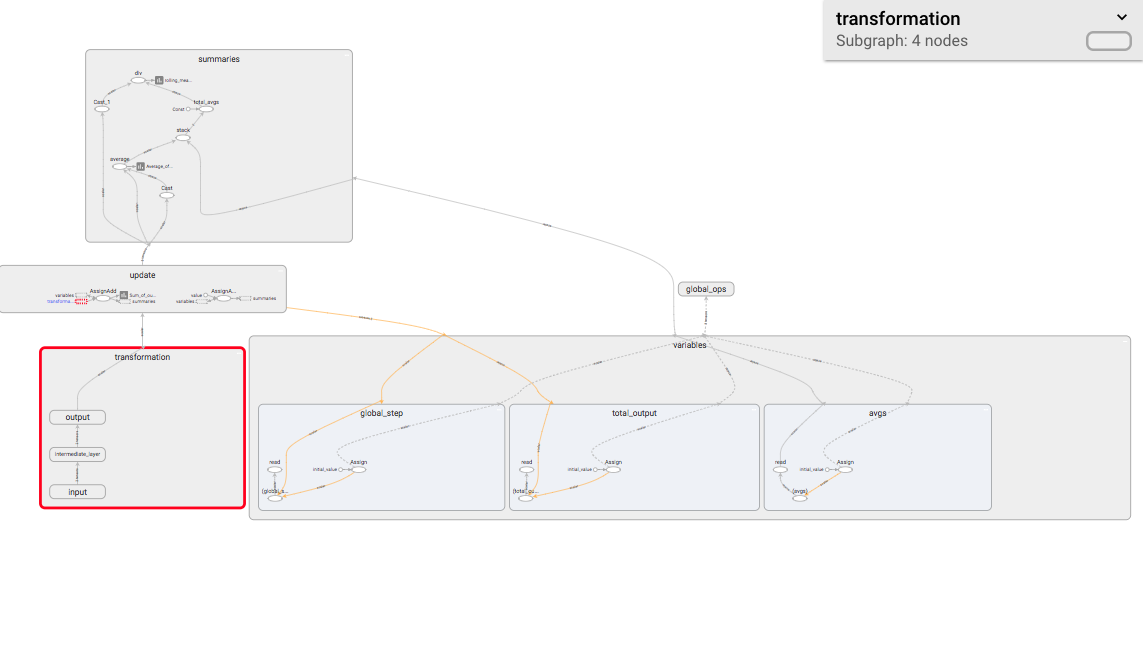 transformation
Subgraph: 4 nodes
summaries
div
rolling_mea...
Cast_1
total_avgs
Const
stack
average
Average_of...
Cast
update
AssignAdd
variables
Sum_of_ou...
transforma...
summaries
AssignA...
value
summaries
variables
global_ops
transformation
output
intermediate_layer
input
variables
global_step
read
Assign
initial_value
(global_s...
total_output
read
Assign
initial_value
(total_ou...
avgs
read
Assign
initial_value
(avgs)